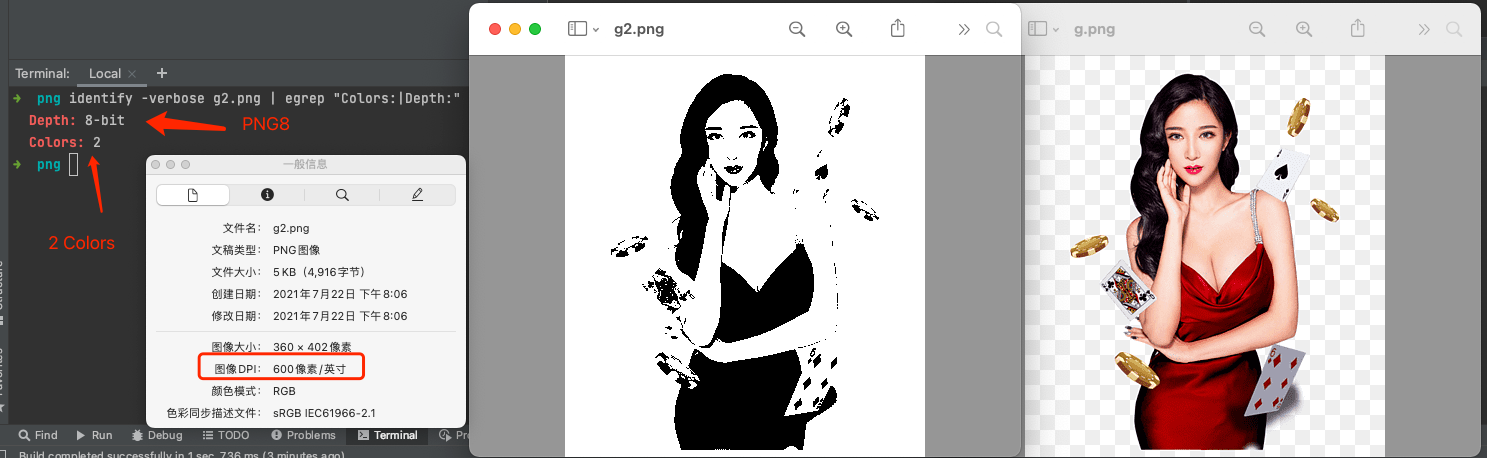 Terminal:
Local
png identify -verbose g2.png | egrep "Colors:|Depth:"
Depth: 8-bit
PNG8
Colors: 2
png
2 Colors
一般信息
文件名: g2.png
文稿类型: PNG图像
文件大小: 5 KB (4,916字节)
创建日期: 2021年7月22日 下午8:06
修改日期: 2021年7月22日 下午8:06
图像大小: 360 × 402像素
图像DPI: 600像素/英寸
颜色模式: RGB
色彩同步描述文件: sRGB IEC61966-2.1
Find
Run
Debug
TODO
Problems
Terminal
Build completed successfully in 1 sec, 736 ms (3 minutes ago)
g2.png
g.png